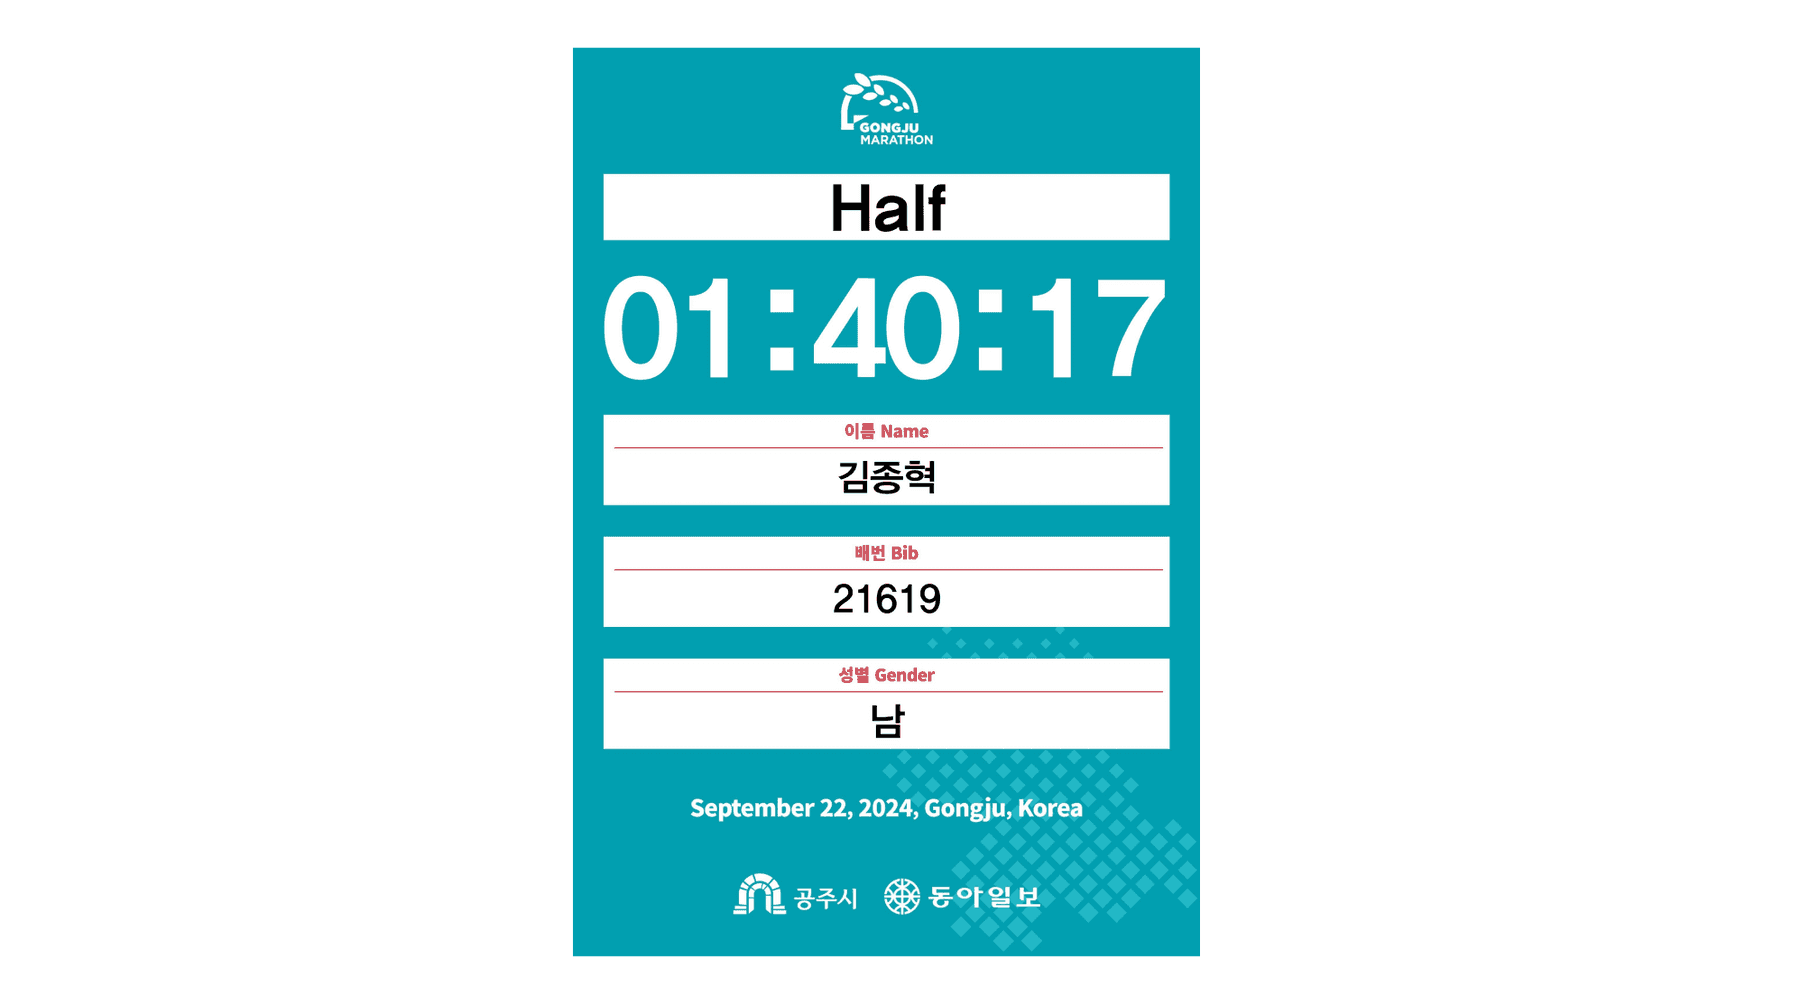 GONGJU
MARATHON
Half
01:40:17
이름 Name
김종혁
배번 Bib
21619
성별 Gender
남
September 22, 2024, Gongju, Korea
공주시 동아일보